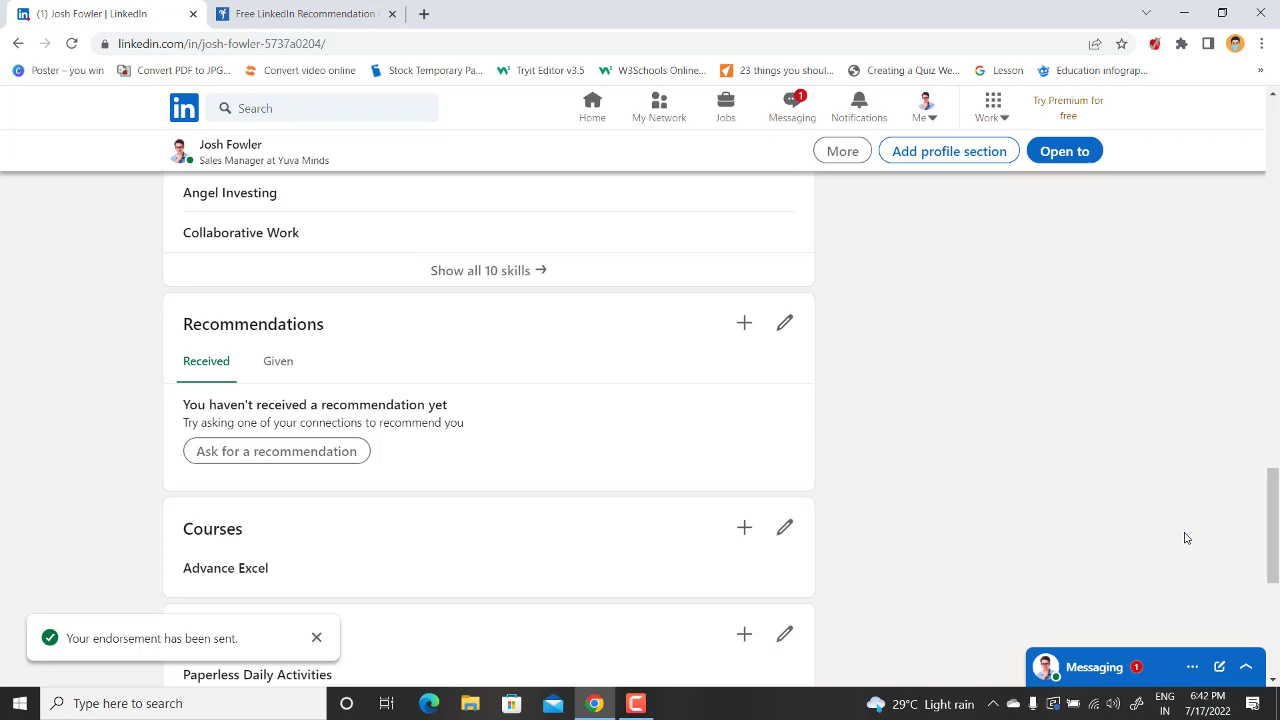 (1) Josh Fowler | LinkedIn
Free LinkedIn Recommendation
linkedin.com/in/josh-fowler-5737a0204/
Poster – you win
Convert PDF to JPG...
Convert video online
Stock Temporary Pa...
Tryit Editor v3.5
W3Schools Online...
23 things you shoul...
Creating a Quiz We...
Lesson
Education infograp...
»
in
Search
Home
My Network
Jobs
1
Messaging
Notifications
Me
Work
Try Premium for
free
Josh Fowler
Sales Manager at Yuva Minds
More
Add profile section
Open to
Angel Investing
Collaborative Work
Show all 10 skills →
Recommendations
Received
Given
You haven't received a recommendation yet
Try asking one of your connections to recommend you
Ask for a recommendation
Courses
Advance Excel
Your endorsement has been sent.
Paperless Daily Activities
Messaging 1
Type here to search
29°C Light rain
ENG
IN
6:42 PM
7/17/2022